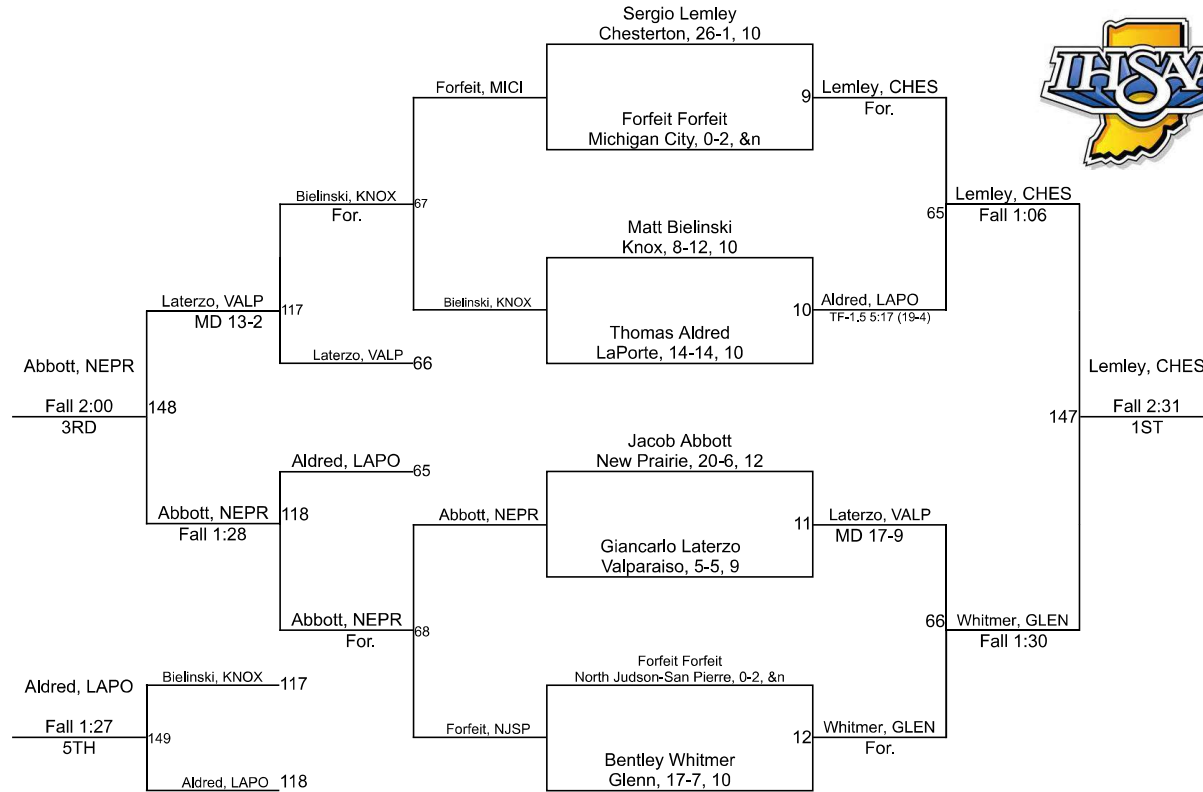 Sergio Lemley
Chesterton, 26-1, 10
IHSAA
Forfeit, MICI
9
Lemley, CHES
For.
Forfeit Forfeit
Michigan City, 0-2, &n
Bielinski, KNOX
For.
67
65
Lemley, CHES
Fall 1:06
Matt Bielinski
Knox, 8-12, 10
Laterzo, VALP
MD 13-2
117
Bielinski, KNOX
10
Aldred, LAPO
TF-1.5 5:17 (19-4)
Thomas Aldred
LaPorte, 14-14, 10
Laterzo, VALP
66
Abbott, NEPR
Fall 2:00
3RD
148
Lemley, CHES
147
Fall 2:31
1ST
Jacob Abbott
New Prairie, 20-6, 12
Aldred, LAPO
65
Abbott, NEPR
Fall 1:28
118
Abbott, NEPR
11
Laterzo, VALP
MD 17-9
Giancarlo Laterzo
Valparaiso, 5-5, 9
Abbott, NEPR
For.
68
66
Whitmer, GLEN
Fall 1:30
Forfeit Forfeit
North Judson-San Pierre, 0-2, &n
Aldred, LAPO
Fall 1:27
5TH
Bielinski, KNOX
117
149
Aldred, LAPO
118
Forfeit, NJSP
12
Whitmer, GLEN
For.
Bentley Whitmer
Glenn, 17-7, 10